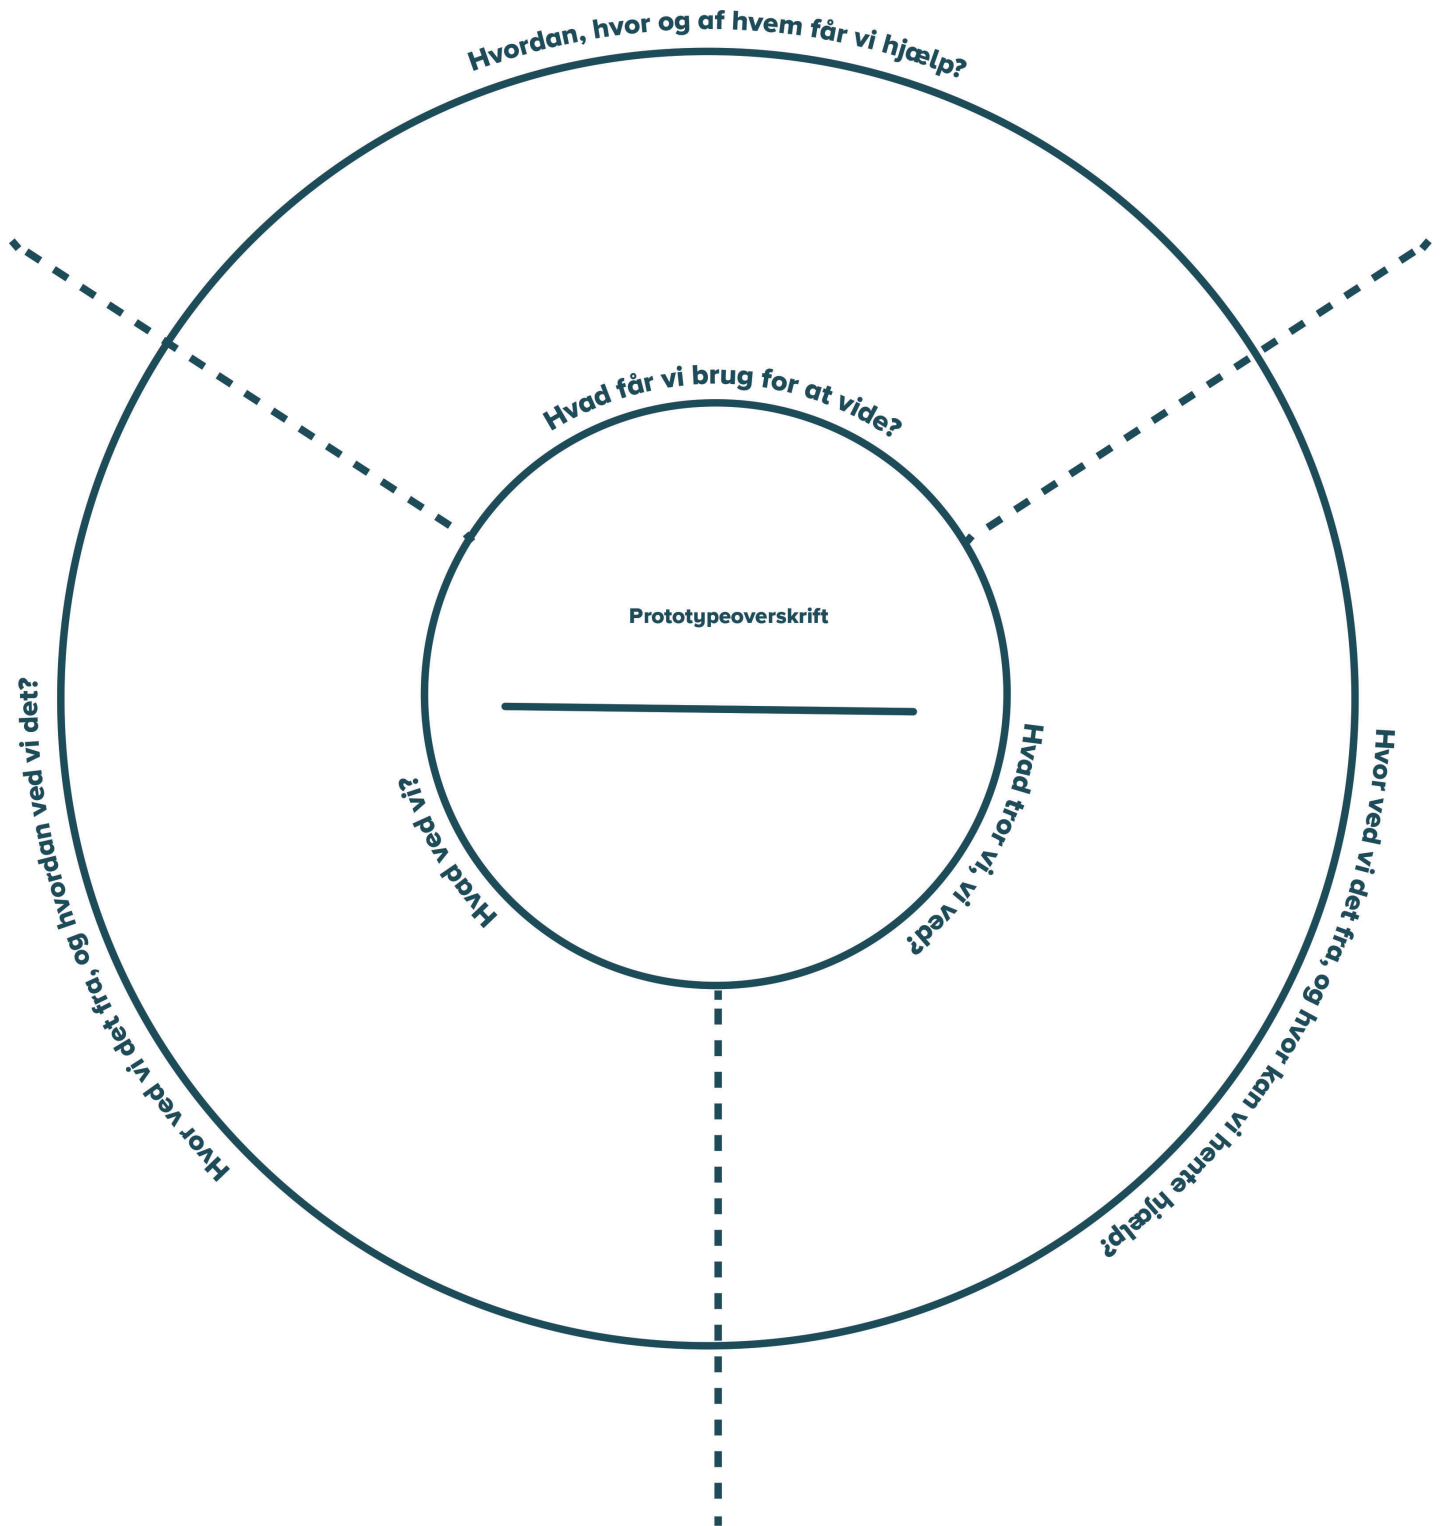 Hvordan, hvor og af hvem får vi hjælp?
Hvad får vi brug for at vide?
Prototypeoverskrift
Hvad ved vi?
Hvad tror vi, vi ved?
Hvor ved vi det fra, og hvordan ved vi det?
Hvor ved vi det fra, og hvor kan vi hente hjælp?